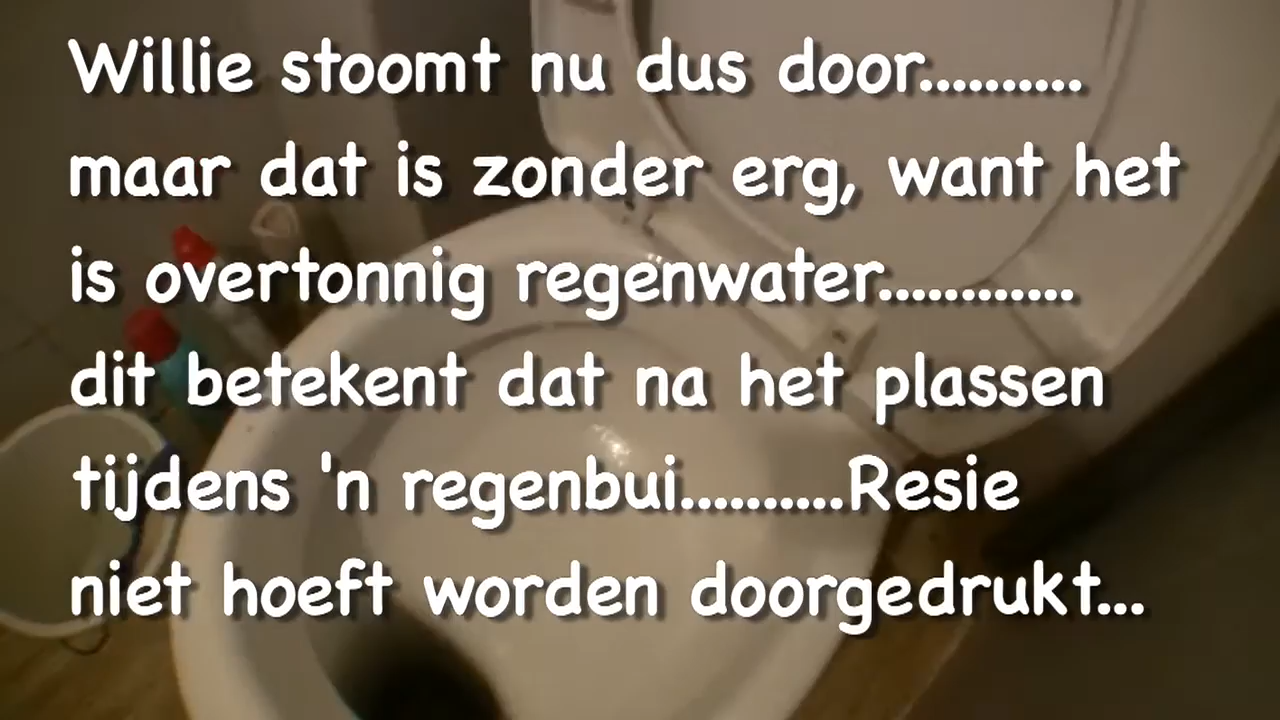 Willie stoomt nu dus door..........
maar dat is zonder erg, want het
is overtonnig regenwater............
dit betekent dat na het plassen
tijdens 'n regenbui..........Resie
niet hoeft worden doorgedrukt...